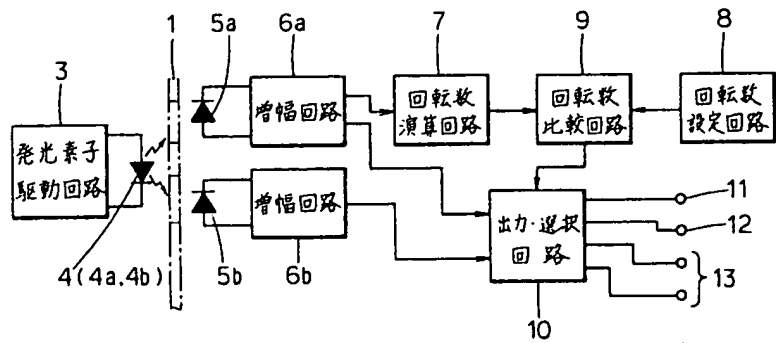 3
発光素子
駆動回路
4(4a.4b)
1
5a
6a
増幅回路
5b
6b
増幅回路
7
回転数
演算回路
9
回転数
比較回路
8
回転数
設定回路
出力・選択
回路
10
11
12
13